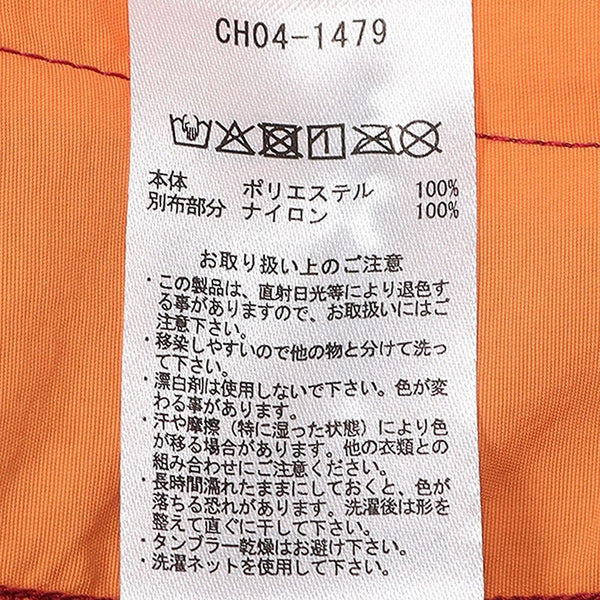 CH04-1479
本体 ポリエステル 100%
別布部分 ナイロン 100%
お取り扱い上のご注意
・この製品は、直射日光等により退色す
る事がありますので、お取扱いにはご
注意下さい。
・移染しやすいので他の物と分けて洗っ
て下さい。
・漂白剤は使用しないで下さい。色が変
わる事があります。
・汗や摩擦（特に湿った状態）により色
が移る場合があります。他の衣類との
組み合わせにご注意ください。
・長時間濡れたままにしておくと、色が
落ちる恐れがあります。洗濯後は形を
整えて直ぐに干して下さい。
・タンブラー乾燥はお避け下さい。
・洗濯ネットを使用して下さい。